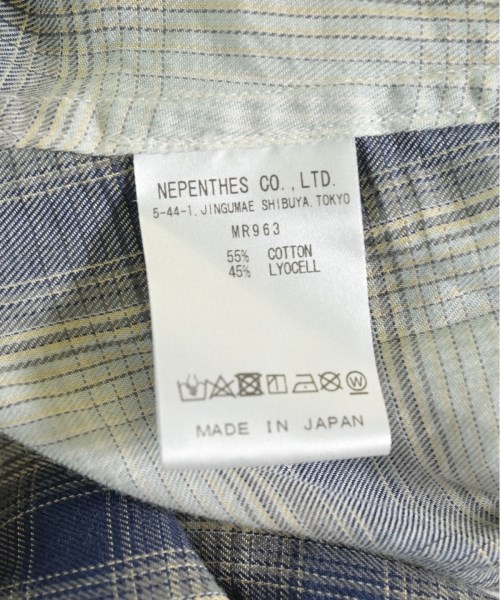 NEPENTHES CO.,LTD.
5-44-1, JINGUMAE SHIBUYA, TOKYO
MR963
55% COTTON
45% LYOCELL
W
MADE IN JAPAN